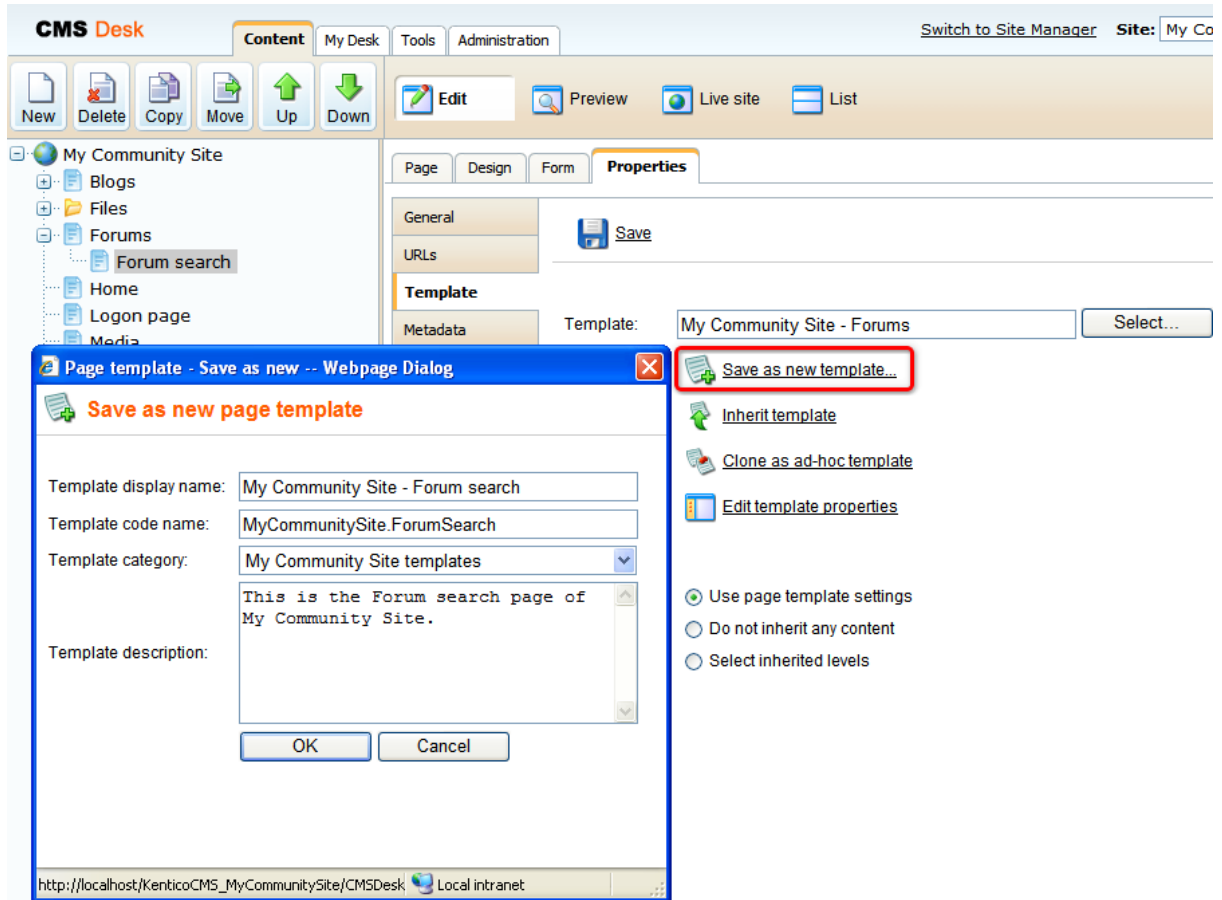 CMS Desk
Content My Desk Tools Administration
Switch to Site Manager Site: My Co
New Delete Copy Move Up Down
Edit Preview Live site List
My Community Site
Blogs
Files
Forums
Forum search
Home
Logon page
Media
Page Design Form Properties
General
URLs
Template
Metadata
Save
Template: My Community Site - Forums Select...
Save as new template...
Inherit template
Clone as ad-hoc template
Edit template properties
Use page template settings
Do not inherit any content
Select inherited levels
Page template - Save as new -- Webpage Dialog
Save as new page template
Template display name: My Community Site - Forum search
Template code name: MyCommunitySite.ForumSearch
Template category: My Community Site templates
Template description:
This is the Forum search page of
My Community Site.
OK Cancel
http://localhost/KenticoCMS_MyCommunitySite/CMSDesk Local intranet